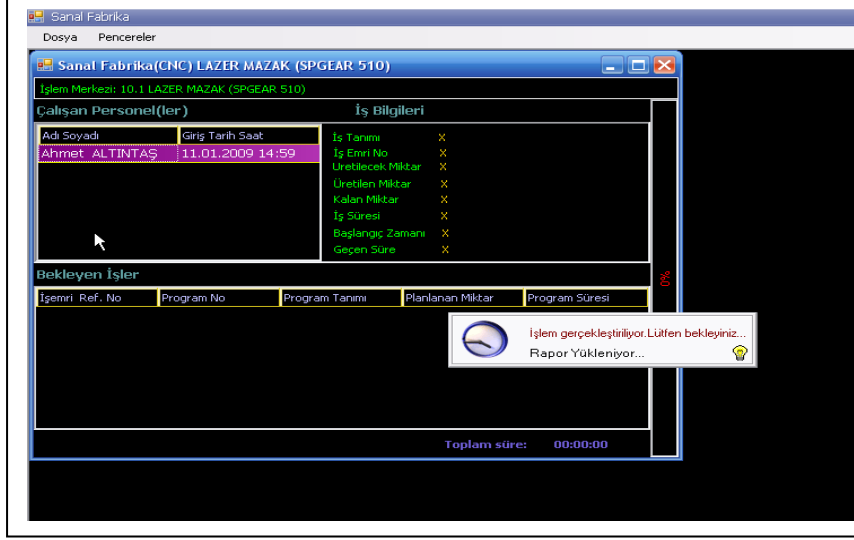 Sanal Fabrika
Dosya Pencereler
Sanal Fabrika(CNC) LAZER MAZAK (SPGEAR 510)
İşlem Merkezi: 10.1 LAZER MAZAK (SPGEAR 510)
Çalışan Personel(ler) İş Bilgileri
Adı Soyadı Giriş Tarih Saat
Ahmet ALTINTAŞ 11.01.2009 14:59
İş Tanımı X
İş Emri No X
Üretilecek Miktar X
Üretilen Miktar X
Kalan Miktar X
İş Süresi X
Başlangıç Zamanı X
Geçen Süre X
0%
Bekleyen İşler
İşemri Ref. No Program No Program Tanımı Planlanan Miktar Program Süresi
İşlem gerçekleştiriliyor.Lütfen bekleyiniz...
Rapor Yükleniyor...
Toplam süre: 00:00:00